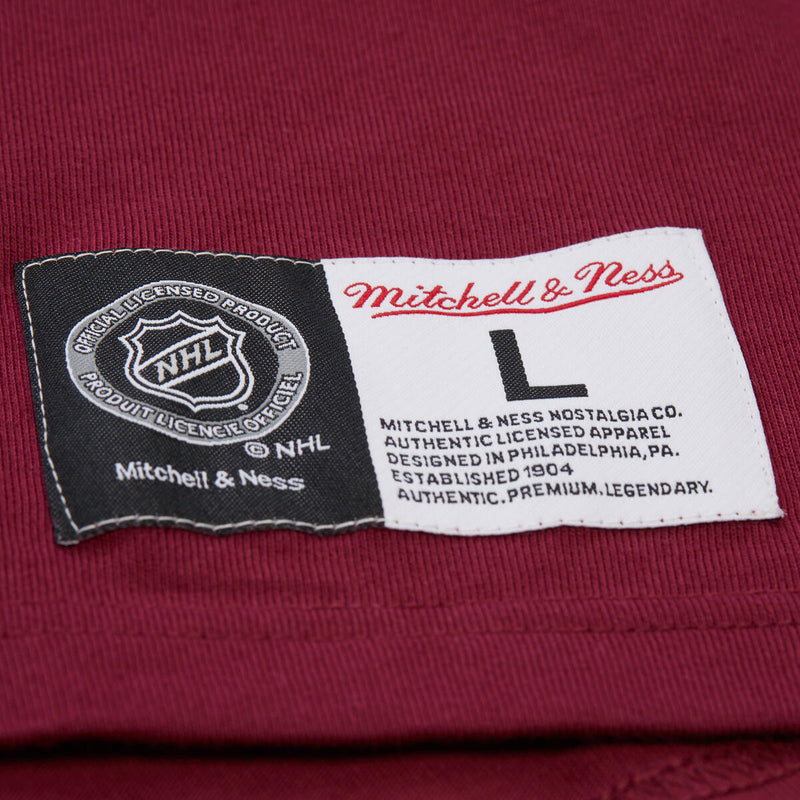 OFFICIAL LICENSED PRODUCT
NHL
PRODUIT LICENCIE OFFICIEL
© NHL
Mitchell & Ness
Mitchell & Ness
L
MITCHELL & NESS NOSTALGIA CO.
AUTHENTIC LICENSED APPAREL
DESIGNED IN PHILADELPHIA, PA.
ESTABLISHED 1904
AUTHENTIC. PREMIUM. LEGENDARY.